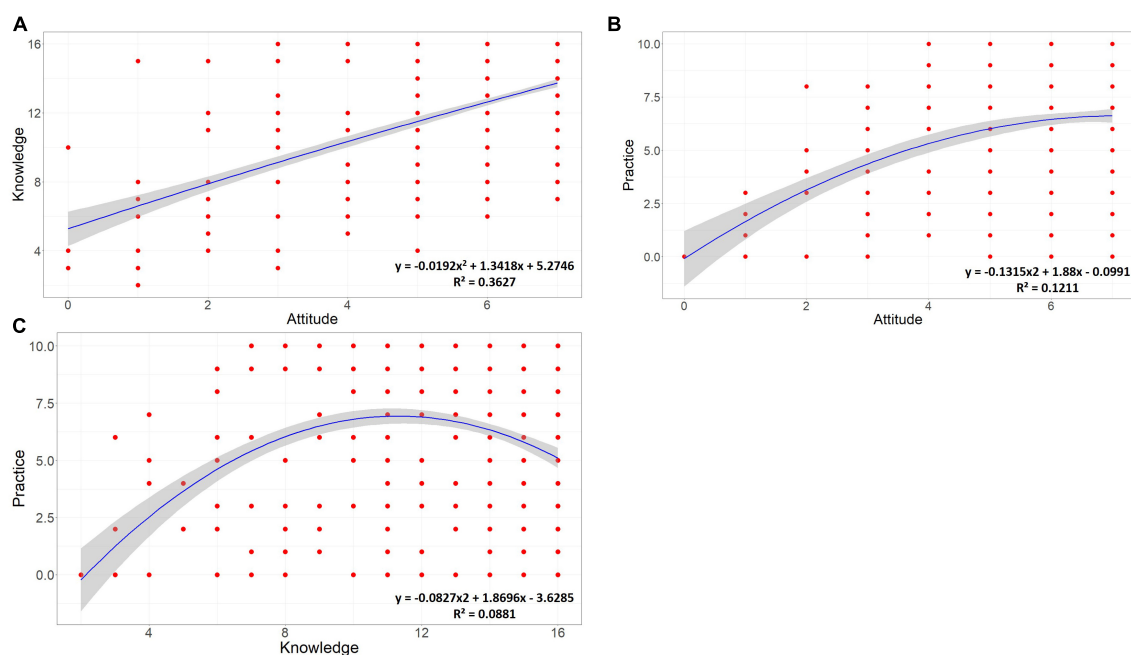 A
16
12
8
4
0
2
4
6
Knowledge
Attitude
y = -0.0192x² + 1.3418x + 5.2746
R² = 0.3627
B
10.0
7.5
5.0
2.5
0.0
0
2
4
6
Practice
Attitude
y = -0.1315x2 + 1.88x - 0.0991
R² = 0.1211
C
10.0
7.5
5.0
2.5
0.0
4
8
12
16
Practice
Knowledge
y = -0.0827x2 + 1.8696x - 3.6285
R² = 0.0881